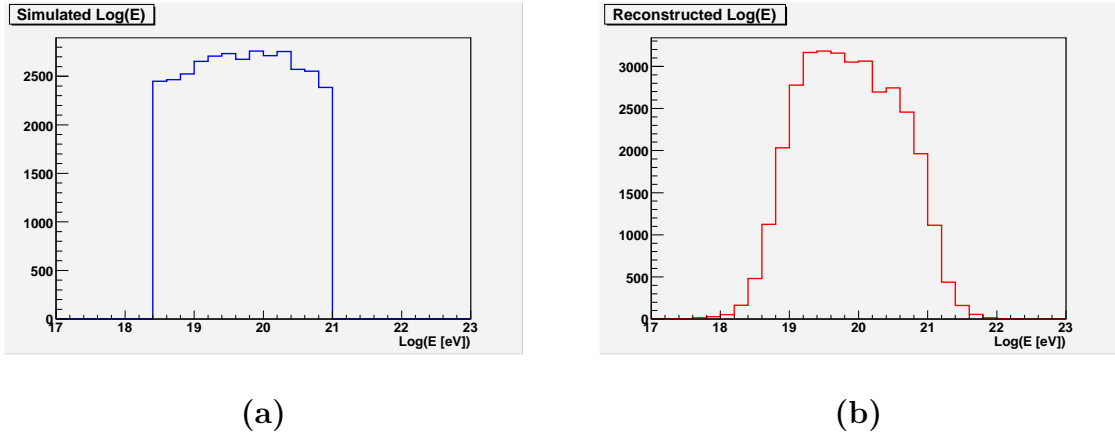 Simulated Log(E)
2500
2000
1500
1000
500
0
17 18 19 20 21 22 23
Log(E [eV])
(a)
Reconstructed Log(E)
3000
2500
2000
1500
1000
500
0
17 18 19 20 21 22 23
Log(E [eV])
(b)